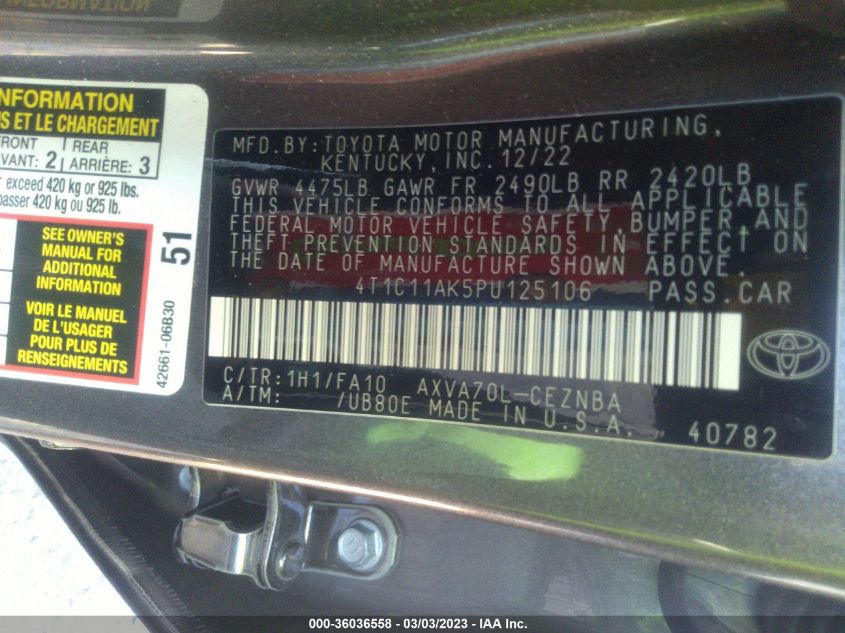 NFORMATION
S ET LE CHARGEMENT
FRONT
REAR
AVANT: 2
ARRIÈRE: 3
exceed 420 kg or 925 lbs.
passer 420 kg ou 925 lb.
SEE OWNER'S
MANUAL FOR
ADDITIONAL
INFORMATION
VOIR LE MANUEL
DE L'USAGER
POUR PLUS DE
RENSEIGNEMENTS
51
42661-06B30
MFD.BY:TOYOTA MOTOR MANUFACTURING,
KENTUCKY,INC.12/22
GVWR 4475LB GAWR FR 2490LB RR 2420LB
THIS VEHICLE CONFORMS TO ALL APPLICABLE
FEDERAL MOTOR VEHICLE SAFETY,BUMPER,AND
THEFT PREVENTION STANDARDS IN EFFECT ON
THE DATE OF MANUFACTURE SHOWN ABOVE.
4T1C11AK5PU125106 PASS.CAR
C/TR:1H1/FA10 AXVA70L-CEZNBA
A/TM: /UB80E MADE IN U.S.A.
40782
000-36036558 - 03/03/2023 - IAA Inc.